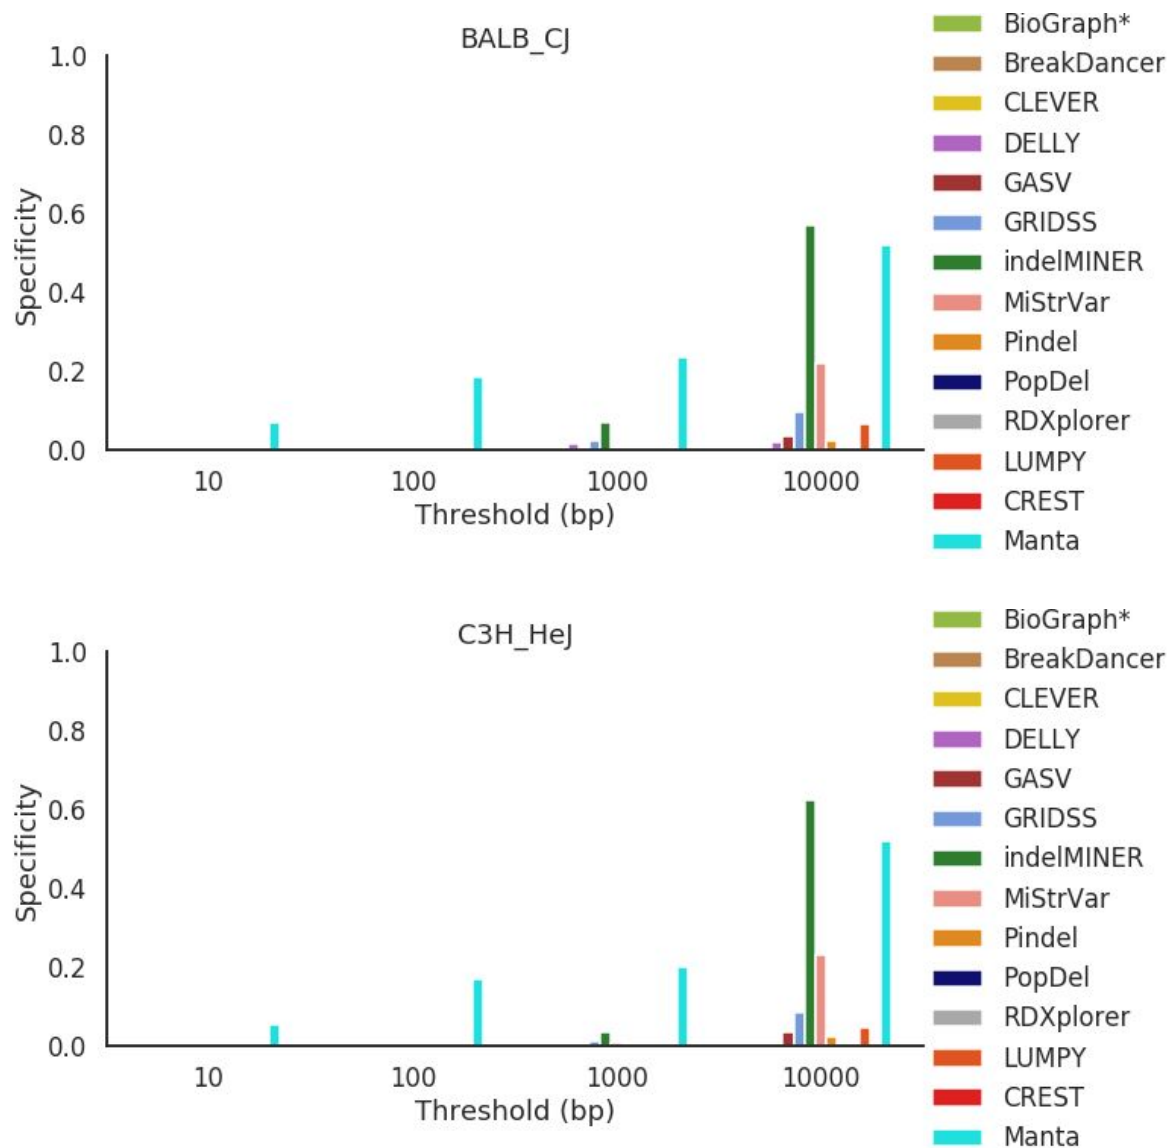 BALB_CJ
1.0
0.8
0.6
0.4
0.2
0.0
Specificity
10 100 1000 10000
Threshold (bp)
BioGraph*
BreakDancer
CLEVER
DELLY
GASV
GRIDSS
indelMINER
MiStrVar
Pindel
PopDel
RDXplorer
LUMPY
CREST
Manta
C3H_HeJ
1.0
0.8
0.6
0.4
0.2
0.0
Specificity
10 100 1000 10000
Threshold (bp)
BioGraph*
BreakDancer
CLEVER
DELLY
GASV
GRIDSS
indelMINER
MiStrVar
Pindel
PopDel
RDXplorer
LUMPY
CREST
Manta